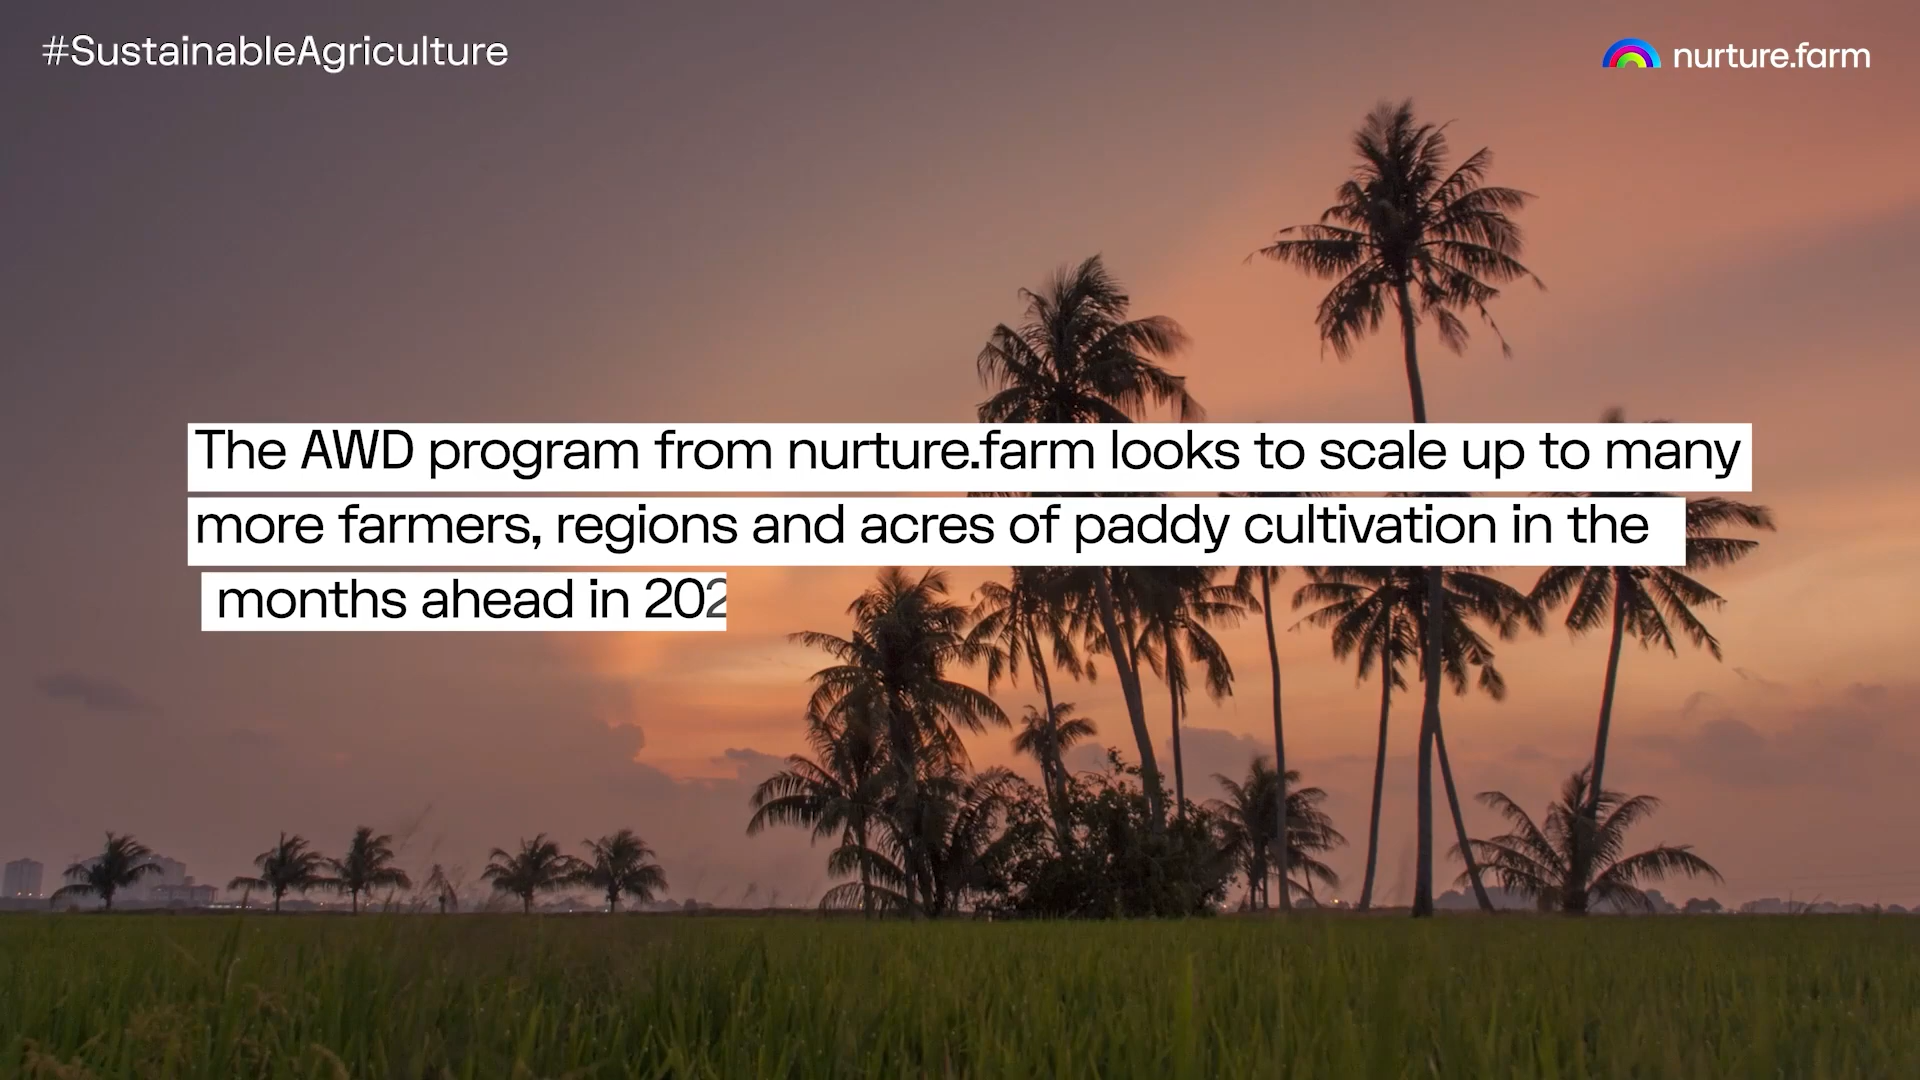 #SustainableAgriculture
nurture.farm
The AWD program from nurture.farm looks to scale up to many
more farmers, regions and acres of paddy cultivation in the
months ahead in 202